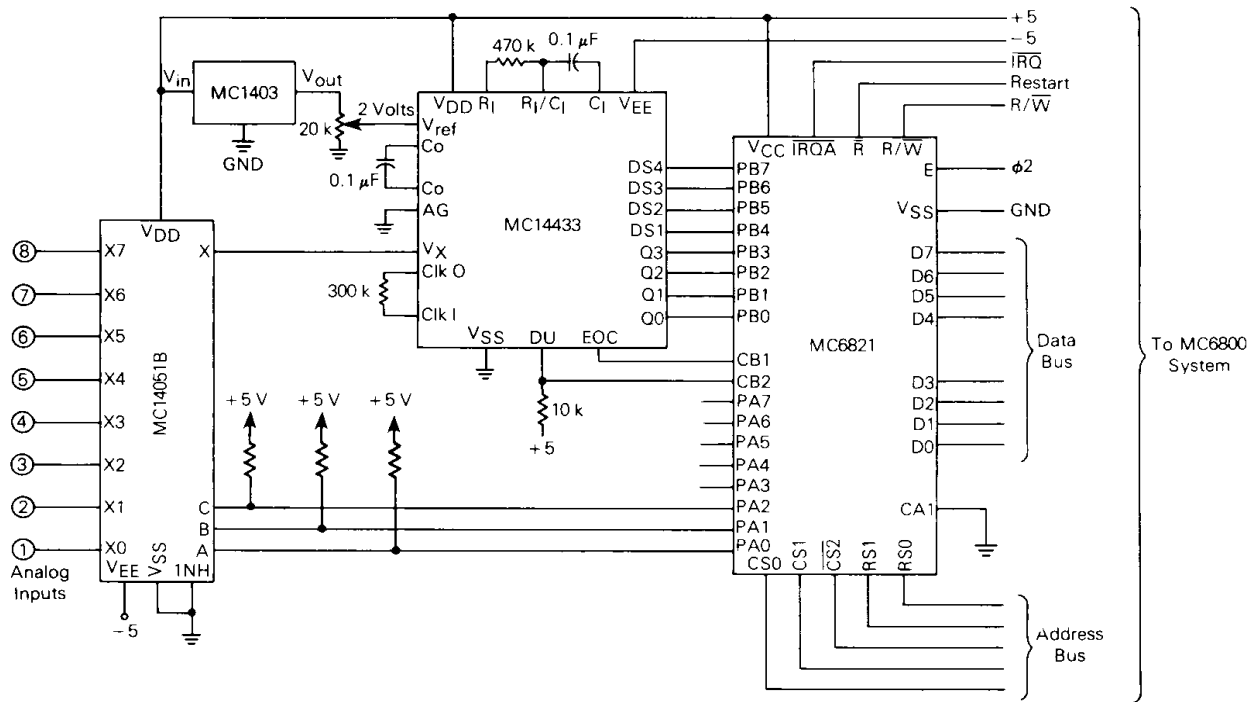 +5
−5
IRQ
Restart
R/W
φ2
GND
Data
Bus
To MC6800
System
Address
Bus
Vin
MC1403
Vout
GND
20 k
2 Volts
470 k
0.1 μF
VDD
RI
RI/CI
CI
VEE
Vref
Co
0.1 μF
Co
AG
VX
Clk O
300 k
Clk I
MC14433
DS4
DS3
DS2
DS1
Q3
Q2
Q1
Q0
VSS
DU
EOC
10 k
+5
VDD
8
X7
7
X6
6
X5
5
X4
4
X3
3
X2
2
X1
1
X0
Analog
Inputs
MC14051B
X
C
B
A
VEE
VSS
1NH
−5
+5 V
+5 V
+5 V
VCC
IRQA
R
R/W
PB7
PB6
PB5
PB4
PB3
PB2
PB1
PB0
MC6821
CB1
CB2
PA7
PA6
PA5
PA4
PA3
PA2
PA1
PA0
E
VSS
D7
D6
D5
D4
D3
D2
D1
D0
CA1
CS0
CS1
CS2
RS1
RS0